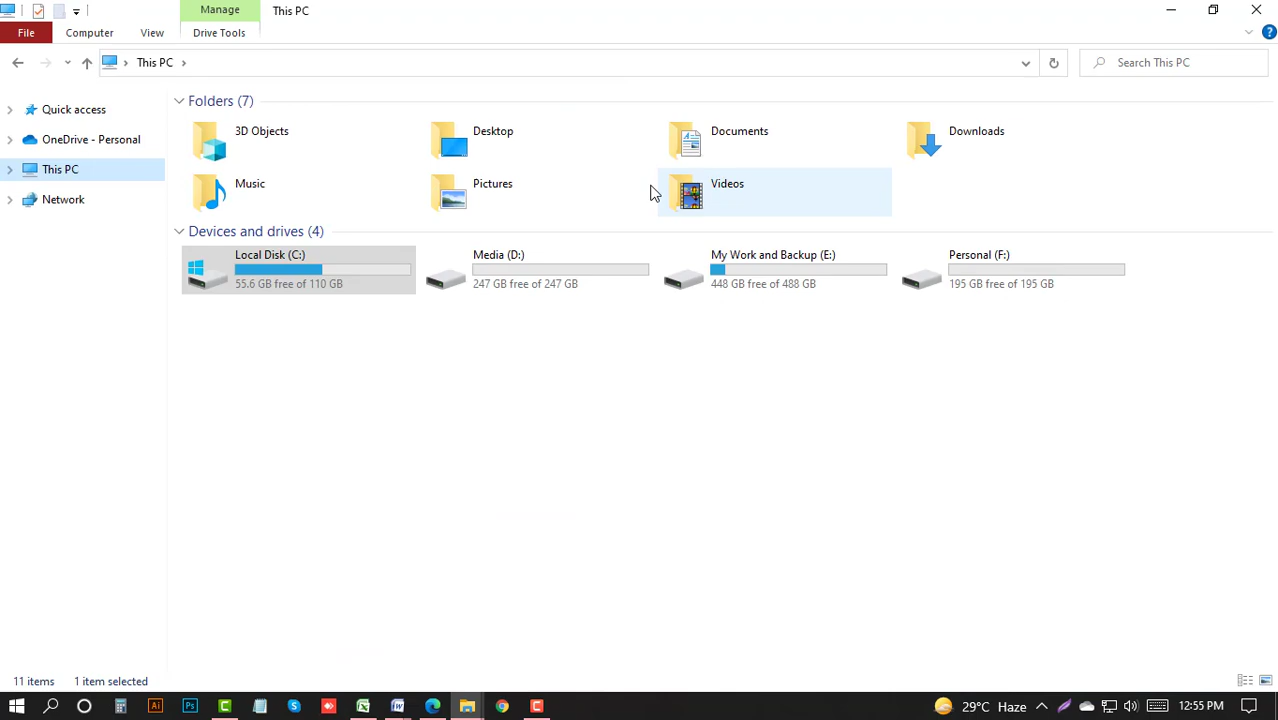 Manage
This PC
File
Computer
View
Drive Tools
This PC
Search This PC
Quick access
OneDrive - Personal
This PC
Network
Folders (7)
3D Objects
Desktop
Documents
Downloads
Music
Pictures
Videos
Devices and drives (4)
Local Disk (C:)
55.6 GB free of 110 GB
Media (D:)
247 GB free of 247 GB
My Work and Backup (E:)
448 GB free of 488 GB
Personal (F:)
195 GB free of 195 GB
11 items
1 item selected
Ai
Ps
29°C Haze
12:55 PM